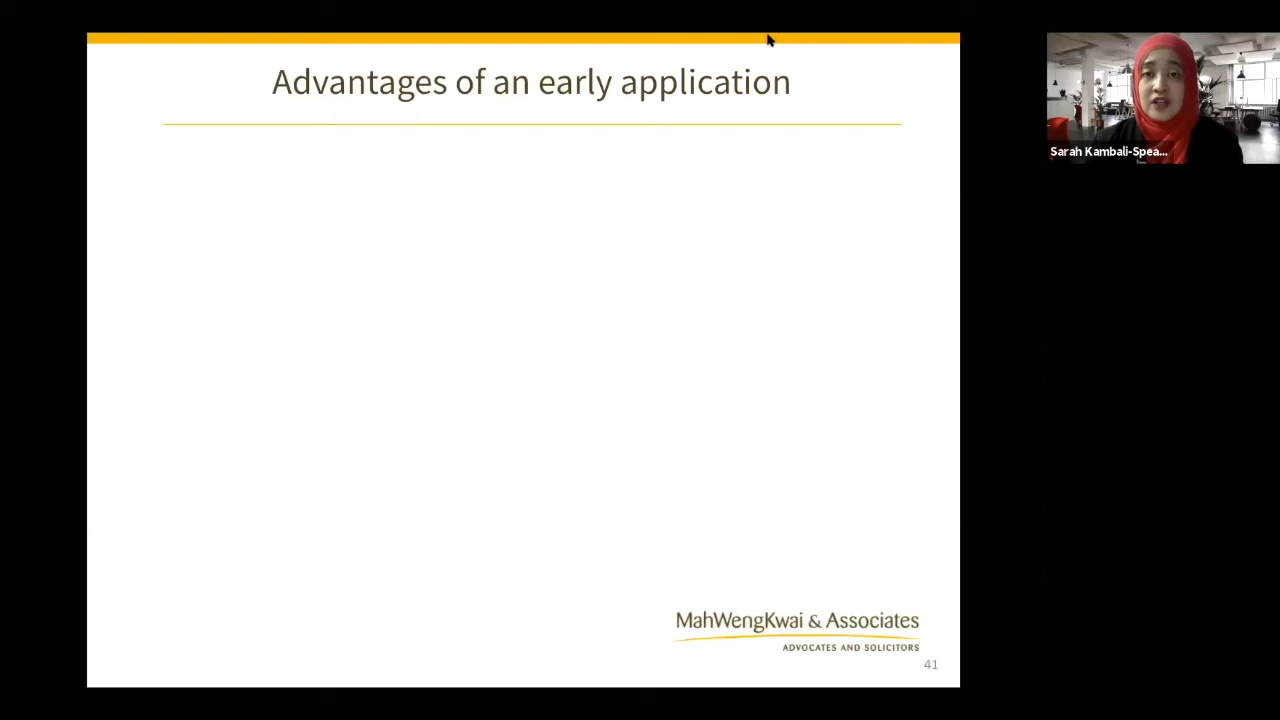 Advantages of an early application
Sarah Kambali-Spea...
MahWengKwai & Associates
ADVOCATES AND SOLICITORS
41